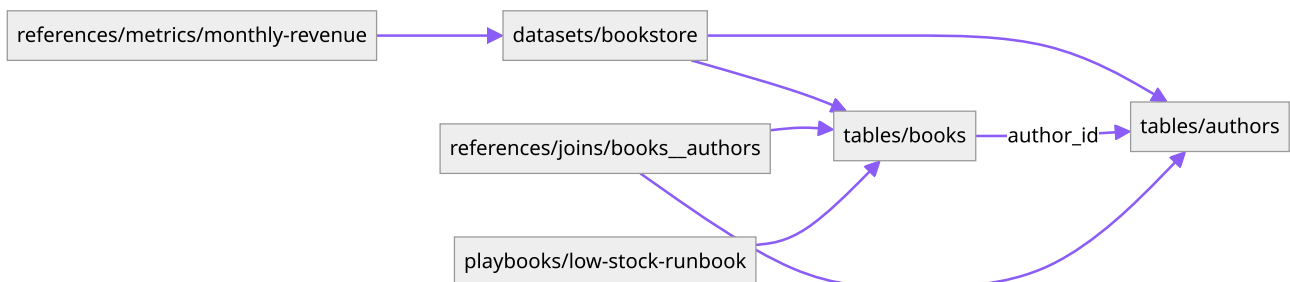 references/metrics/monthly-revenue
datasets/bookstore
tables/authors
tables/books
author_id
references/joins/books__authors
playbooks/low-stock-runbook